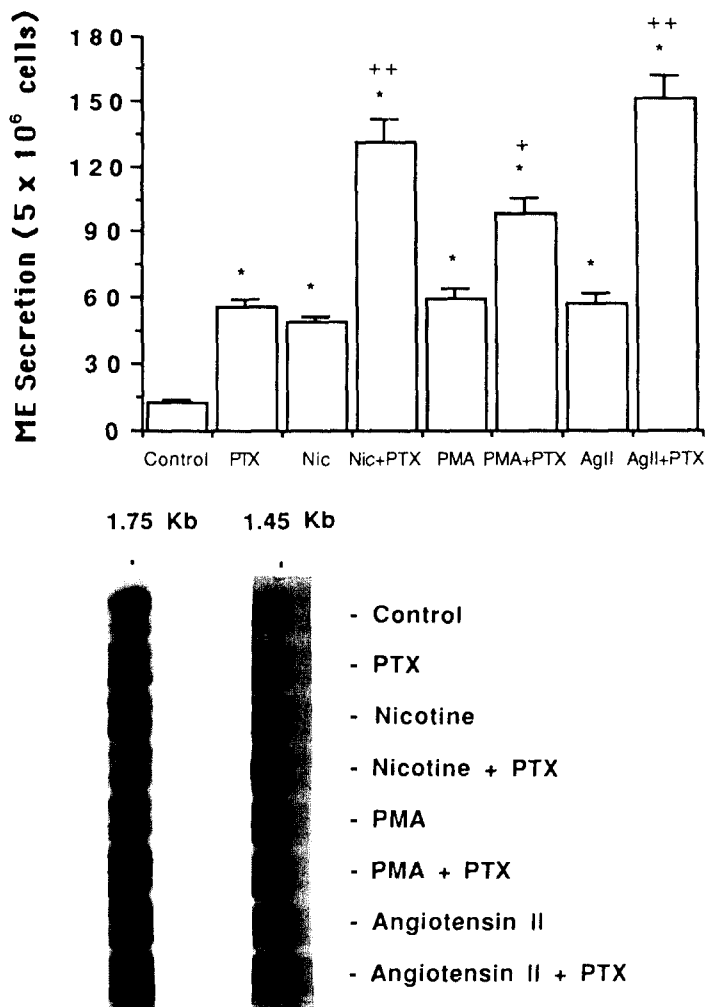 180
150
120
90
60
30
0
ME Secretion (5 x 10⁶ cells)
*
*
++
*
*
+
*
*
++
*
Control PTX Nic Nic+PTX PMA PMA+PTX AgII AgII+PTX
1.75 Kb 1.45 Kb
- Control
- PTX
- Nicotine
- Nicotine + PTX
- PMA
- PMA + PTX
- Angiotensin II
- Angiotensin II + PTX